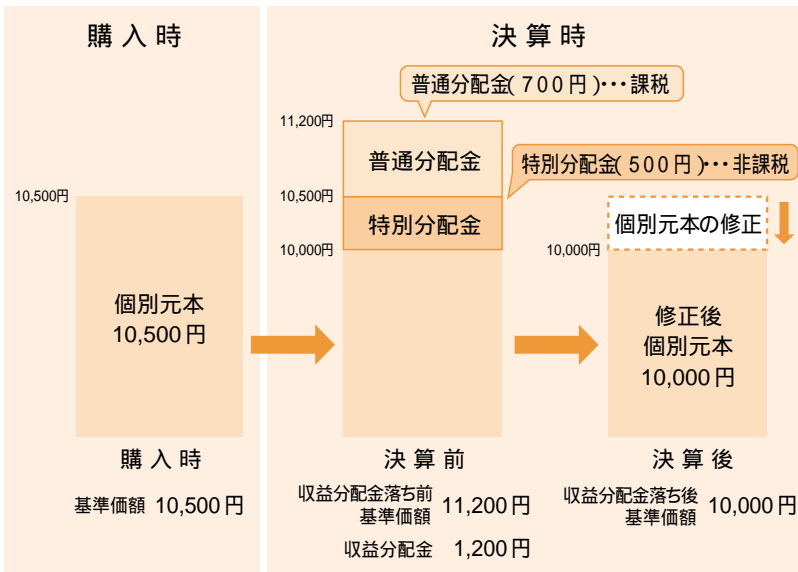 購入時
10,500円
個別元本
10,500円
購入時
基準価額 10,500円
決算時
普通分配金(700円)…課税
11,200円
普通分配金
特別分配金(500円)…非課税
10,500円
特別分配金
10,000円
決算前
収益分配金落ち前
基準価額 11,200円
収益分配金 1,200円
個別元本の修正
10,000円
修正後
個別元本
10,000円
決算後
収益分配金落ち後
基準価額 10,000円